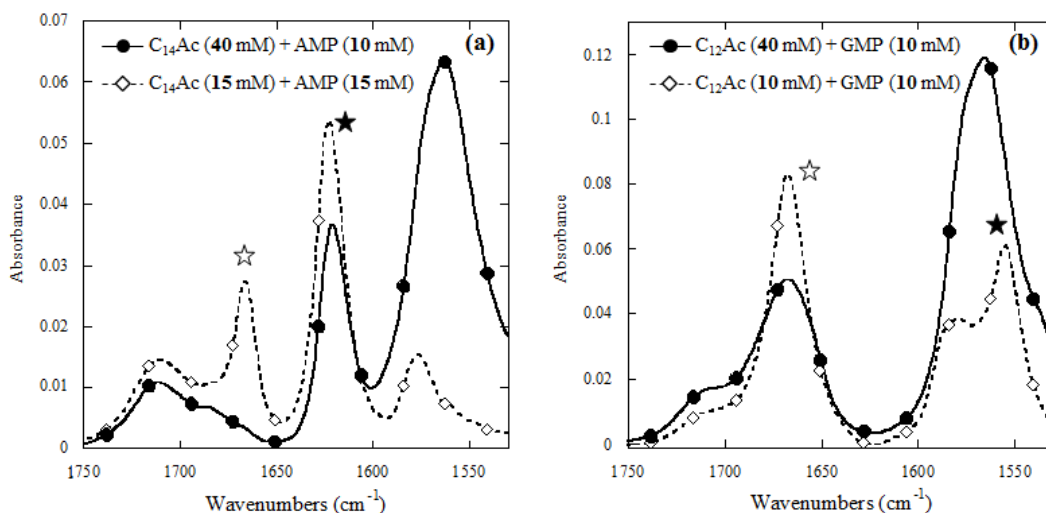 0.07
0.06
0.05
0.04
0.03
0.02
0.01
0
Absorbance
C₁₄Ac (40 mM) + AMP (10 mM)
C₁₄Ac (15 mM) + AMP (15 mM)
(a)
1750 1700 1650 1600 1550
Wavenumbers (cm⁻¹)
0.12
0.1
0.08
0.06
0.04
0.02
0
Absorbance
C₁₂Ac (40 mM) + GMP (10 mM)
C₁₂Ac (10 mM) + GMP (10 mM)
(b)
1750 1700 1650 1600 1550
Wavenumbers (cm⁻¹)